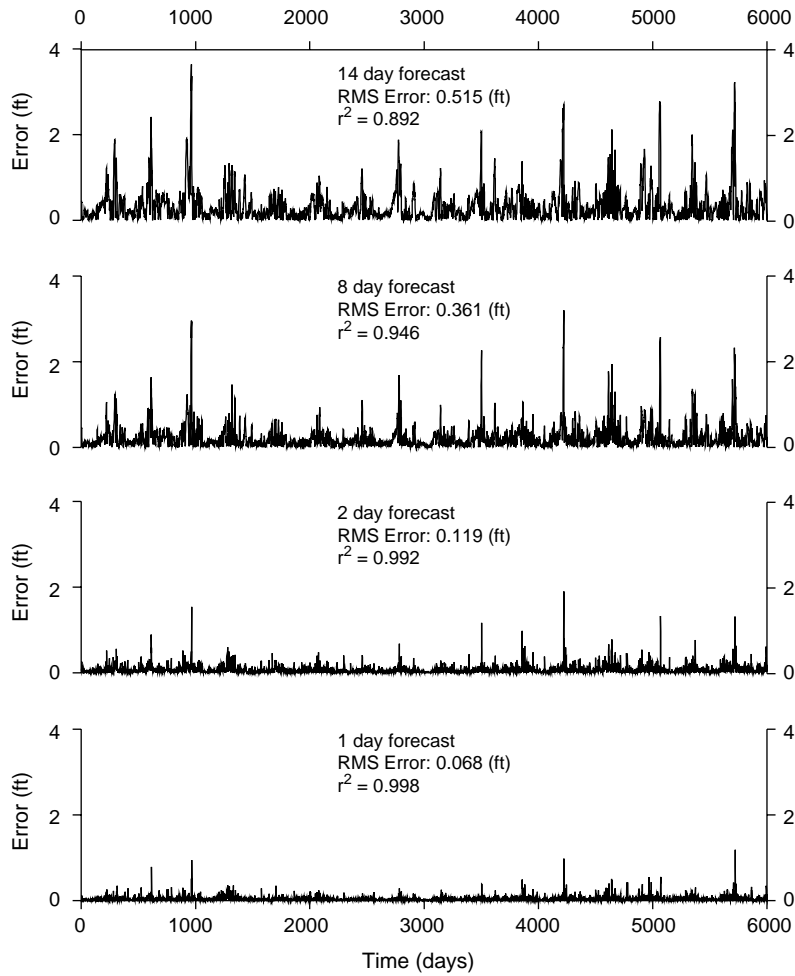 0 1000 2000 3000 4000 5000 6000
4 4
14 day forecast
RMS Error: 0.515 (ft)
r² = 0.892
Error (ft)
2 2
0 0
4 4
8 day forecast
RMS Error: 0.361 (ft)
r² = 0.946
Error (ft)
2 2
0 0
4 4
2 day forecast
RMS Error: 0.119 (ft)
r² = 0.992
Error (ft)
2 2
0 0
4 4
1 day forecast
RMS Error: 0.068 (ft)
r² = 0.998
Error (ft)
2 2
0 0
0 1000 2000 3000 4000 5000 6000
Time (days)